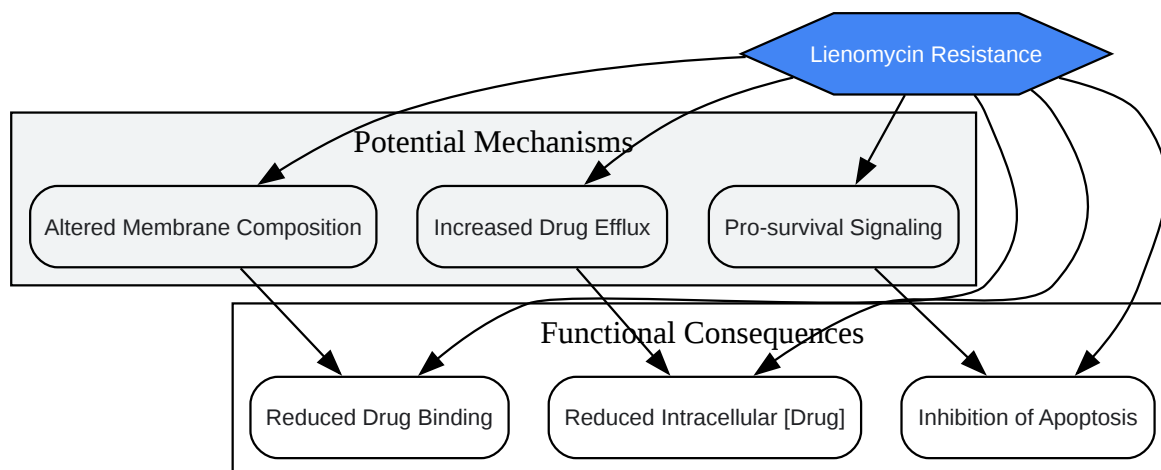 Lienomycin Resistance
Potential Mechanisms
Altered Membrane Composition
Increased Drug Efflux
Pro-survival Signaling
Functional Consequences
Reduced Drug Binding
Reduced Intracellular [Drug]
Inhibition of Apoptosis